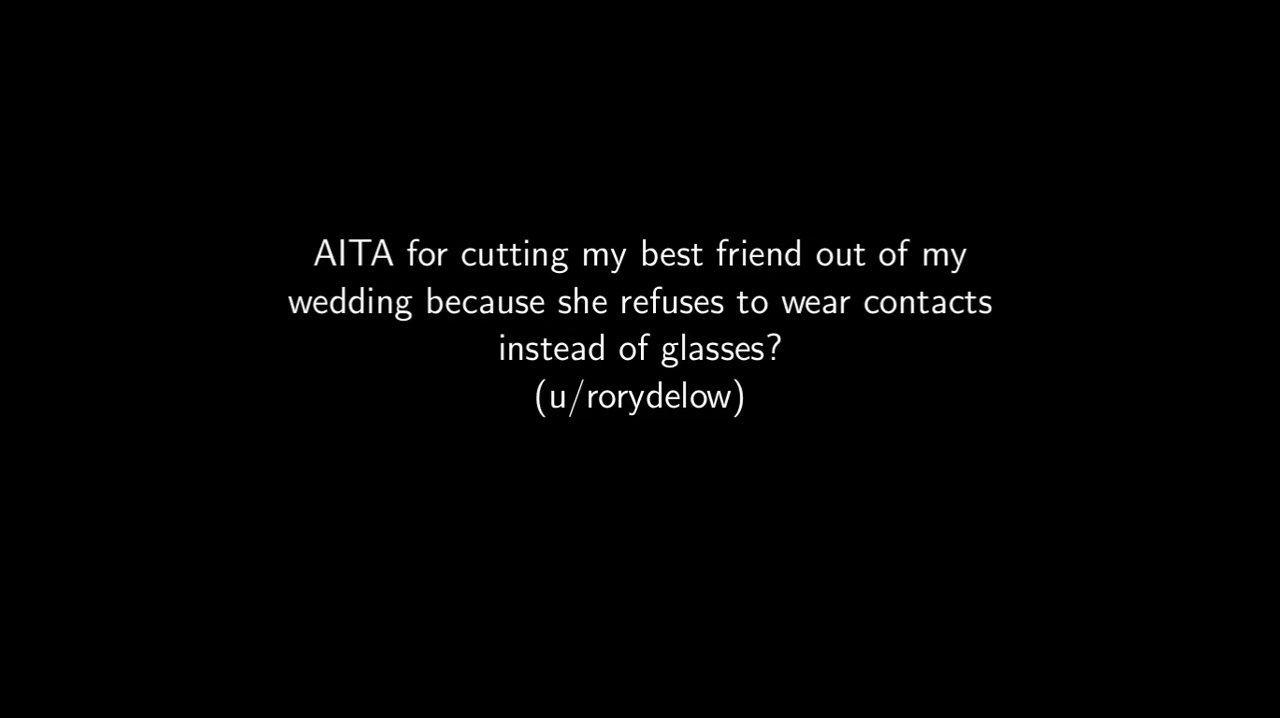 AITA for cutting my best friend out of my
wedding because she refuses to wear contacts
instead of glasses?
(u/rorydelow)